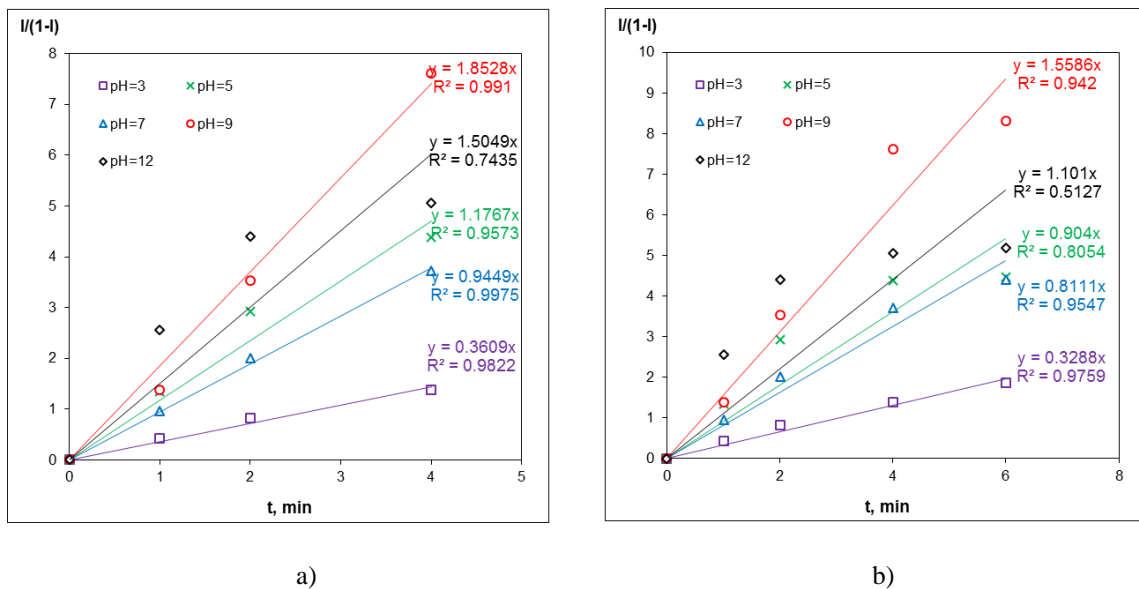 I/(1-I)
8
7
6
5
4
3
2
1
0
0 1 2 3 4 5
t, min
pH=3 pH=5
pH=7 pH=9
pH=12
y = 1.8528x
R² = 0.991
y = 1.5049x
R² = 0.7435
y = 1.1767x
R² = 0.9573
y = 0.9449x
R² = 0.9975
y = 0.3609x
R² = 0.9822
a)
I/(1-I)
10
9
8
7
6
5
4
3
2
1
0
0 2 4 6 8
t, min
pH=3 pH=5
pH=7 pH=9
pH=12
y = 1.5586x
R² = 0.942
y = 1.101x
R² = 0.5127
y = 0.904x
R² = 0.8054
y = 0.8111x
R² = 0.9547
y = 0.3288x
R² = 0.9759
b)